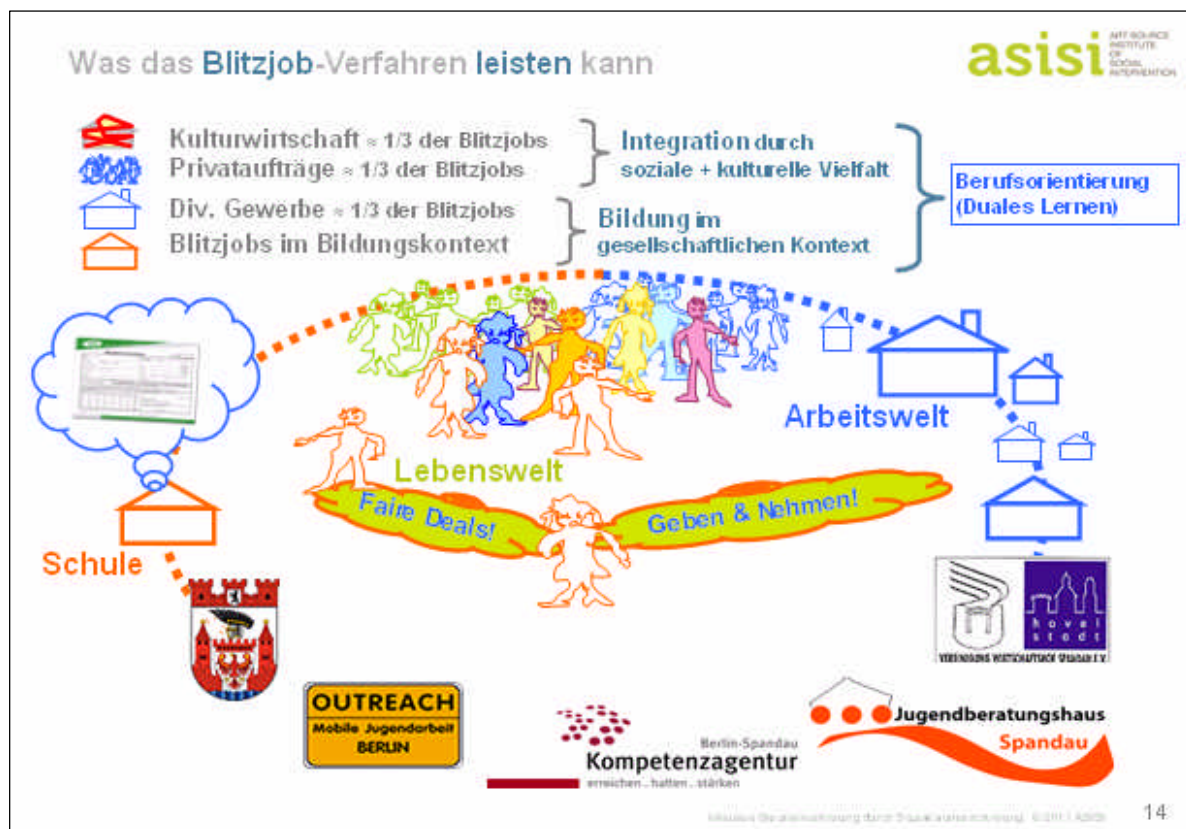 Was das Blitzjob-Verfahren leisten kann
asisi
ART SOURCE
INSTITUTE
OF
SOCIAL
INTERVENTION
Kulturwirtschaft ≈ 1/3 der Blitzjobs
Privataufträge ≈ 1/3 der Blitzjobs
Integration durch
soziale + kulturelle Vielfalt
Div. Gewerbe ≈ 1/3 der Blitzjobs
Blitzjobs im Bildungskontext
Bildung im
gesellschaftlichen Kontext
Berufsorientierung
(Duales Lernen)
Arbeitswelt
Lebenswelt
Faire Deals!
Geben & Nehmen!
Schule
havel
stadt
VEREINIGUNG WIRTSCHAFTSHOF SPANDAU E.V.
OUTREACH
Mobile Jugendarbeit
BERLIN
Berlin-Spandau
Kompetenzagentur
erreichen..halten..stärken
Jugendberatungshaus
Spandau
14